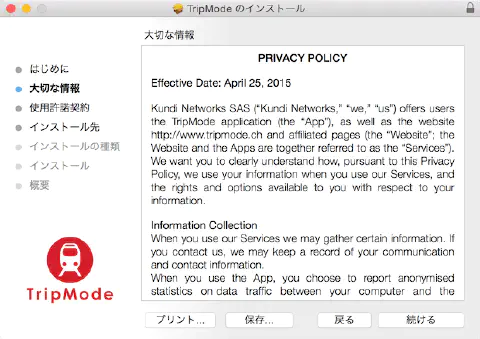 TripMode のインストール
大切な情報
はじめに
大切な情報
使用許諾契約
インストール先
インストールの種類
インストール
概要
TripMode
PRIVACY POLICY
Effective Date: April 25, 2015
Kundi Networks SAS (“Kundi Networks,” “we,” “us”) offers users
the TripMode application (the “App”), as well as the website
http://www.tripmode.ch and affiliated pages (the “Website”; the
Website and the Apps are together referred to as the “Services”).
We want you to clearly understand how, pursuant to this Privacy
Policy, we use your information when you use our Services, and
the rights and options available to you with respect to your
information.
Information Collection
When you use our Services we may gather certain information. If
you contact us, we may keep a record of your communication
and contact information.
When you use the App, you choose to report anonymised
statistics on data traffic between your computer and the
プリント...
保存...
戻る
続ける